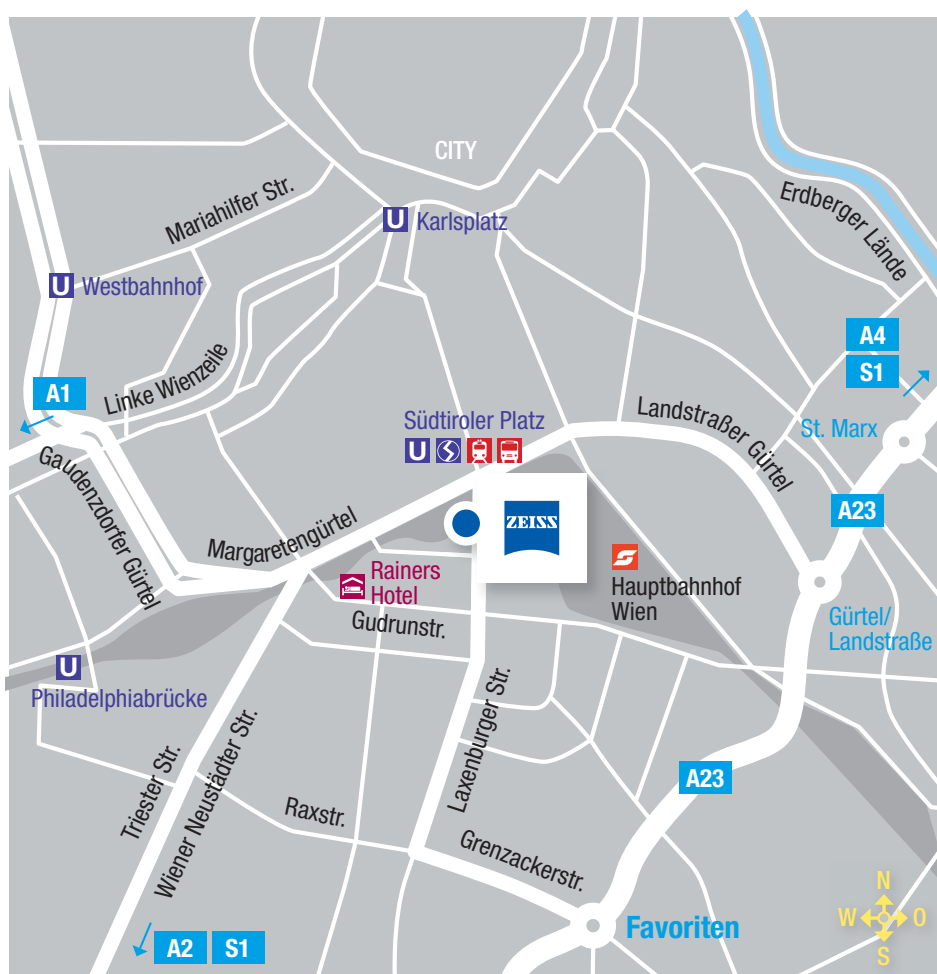 CITY
Mariahilfer Str.
U Karlsplatz
Erdberger Lände
U Westbahnhof
A4
S1
A1
Linke Wienzeile
Südtiroler Platz
U
Landstraßer Gürtel
St. Marx
Gaudenzdorfer Gürtel
A23
ZEISS
Margaretengürtel
Rainers
Hotel
Hauptbahnhof
Wien
Gudrunstr.
Gürtel/
Landstraße
U
Philadelphiabrücke
Laxenburger Str.
Triester Str.
Wiener Neustädter Str.
A23
Raxstr.
Grenzackerstr.
N
W O
S
Favoriten
A2 S1